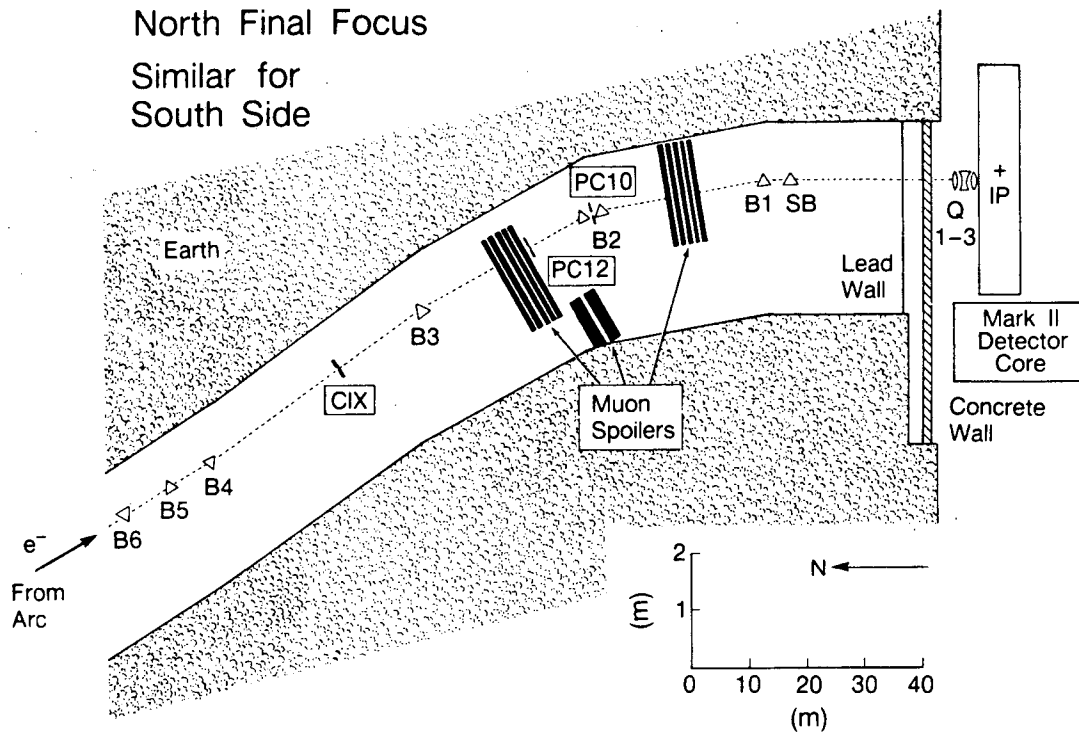 North Final Focus
Similar for
South Side
PC10
+
IP
B1 SB
Q
1-3
B2
Earth
PC12
Lead
Wall
B3
Mark II
Detector
Core
CIX
Muon
Spoilers
Concrete
Wall
B4
B5
B6
e⁻
From
Arc
2
N
(m)
1
0 10 20 30 40
(m)